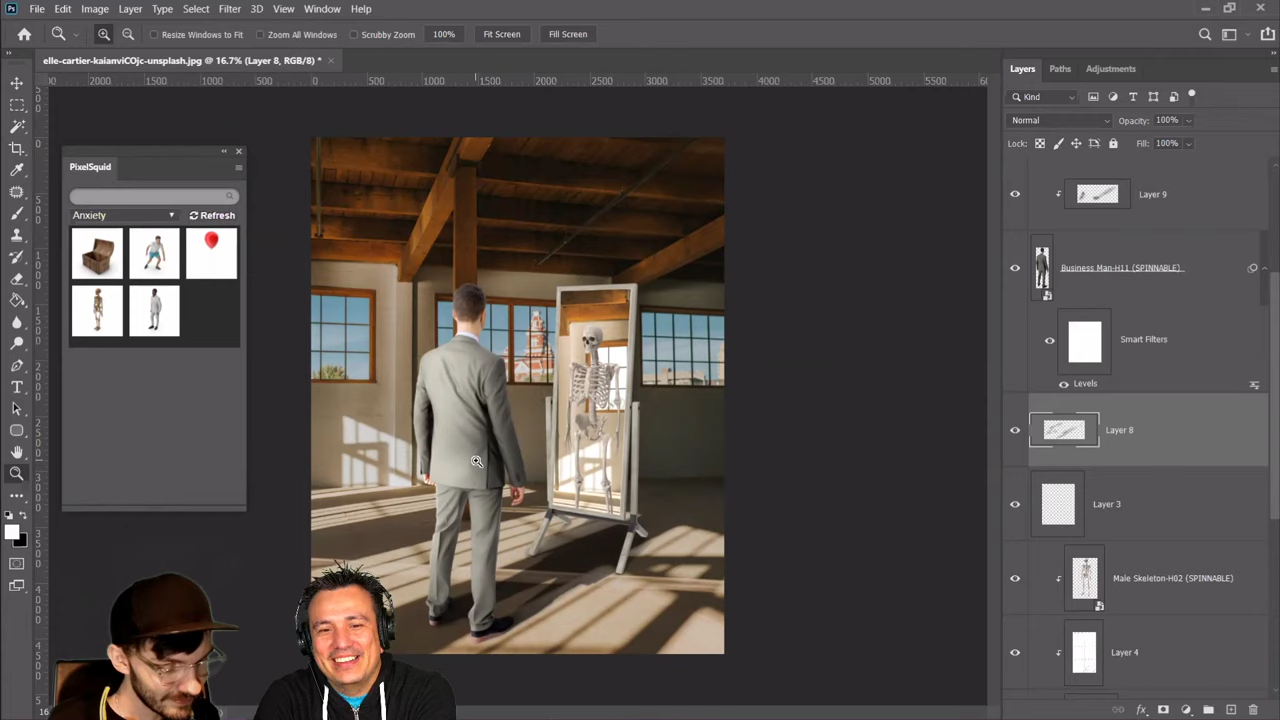 Ps File Edit Image Layer Type Select Filter 3D View Window Help
Resize Windows to Fit Zoom All Windows Scrubby Zoom 100% Fit Screen Fill Screen
elle-cartier-kaianviCOjc-unsplash.jpg @ 16.7% (Layer 8, RGB/8) *
2000 1500 1000 500 0 500 1000 1500 2000 2500 3000 3500 4000 4500 5000 5500
PixelSquid
Anxiety
Refresh
Layers Paths Adjustments
Kind
Normal
Opacity: 100%
Lock:
Fill: 100%
Layer 9
Business Man-H11 (SPINNABLE)
Smart Filters
Levels
Layer 8
Layer 3
Male Skeleton-H02 (SPINNABLE)
Layer 4